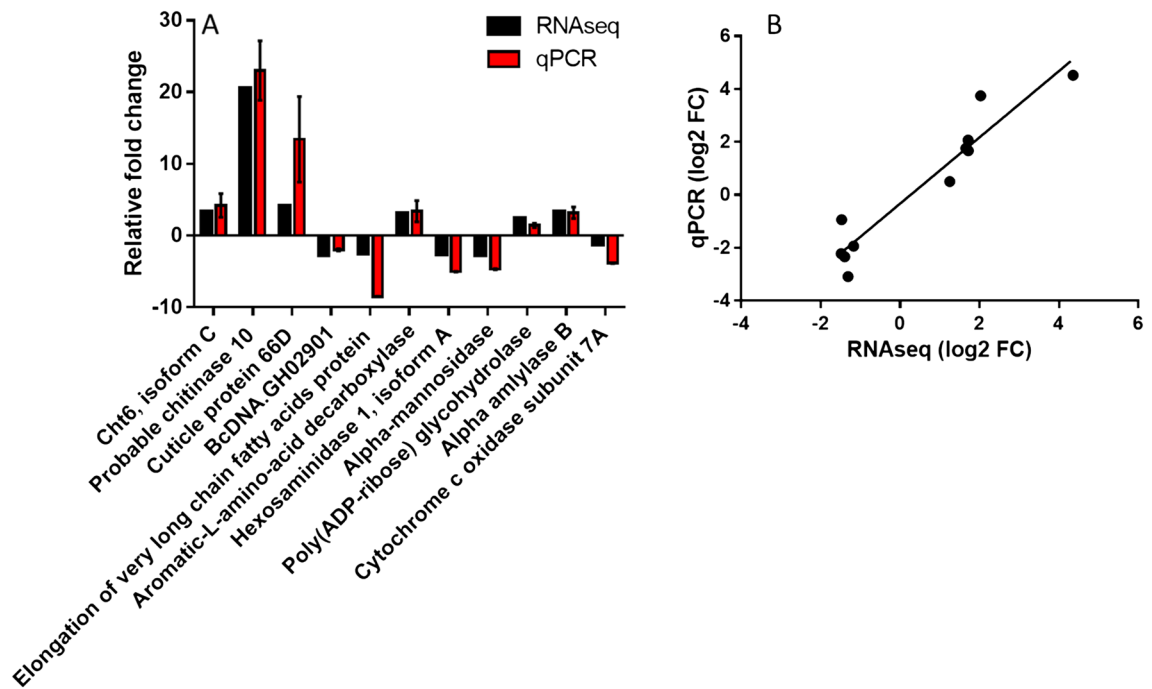 A
RNAseq
qPCR
Relative fold change
30
20
10
0
-10
Cht6, isoform C
Probable chitinase 10
Cuticle protein 66D
BcDNA.GH02901
Elongation of very long chain fatty acids protein
Aromatic-L-amino-acid decarboxylase
Hexosaminidase 1, isoform A
Alpha-mannosidase
Poly(ADP-ribose) glycohydrolase
Alpha amlylase B
Cytochrome c oxidase subunit 7A
B
qPCR (log2 FC)
6
4
2
0
-2
-4
-4 -2 0 2 4 6
RNAseq (log2 FC)